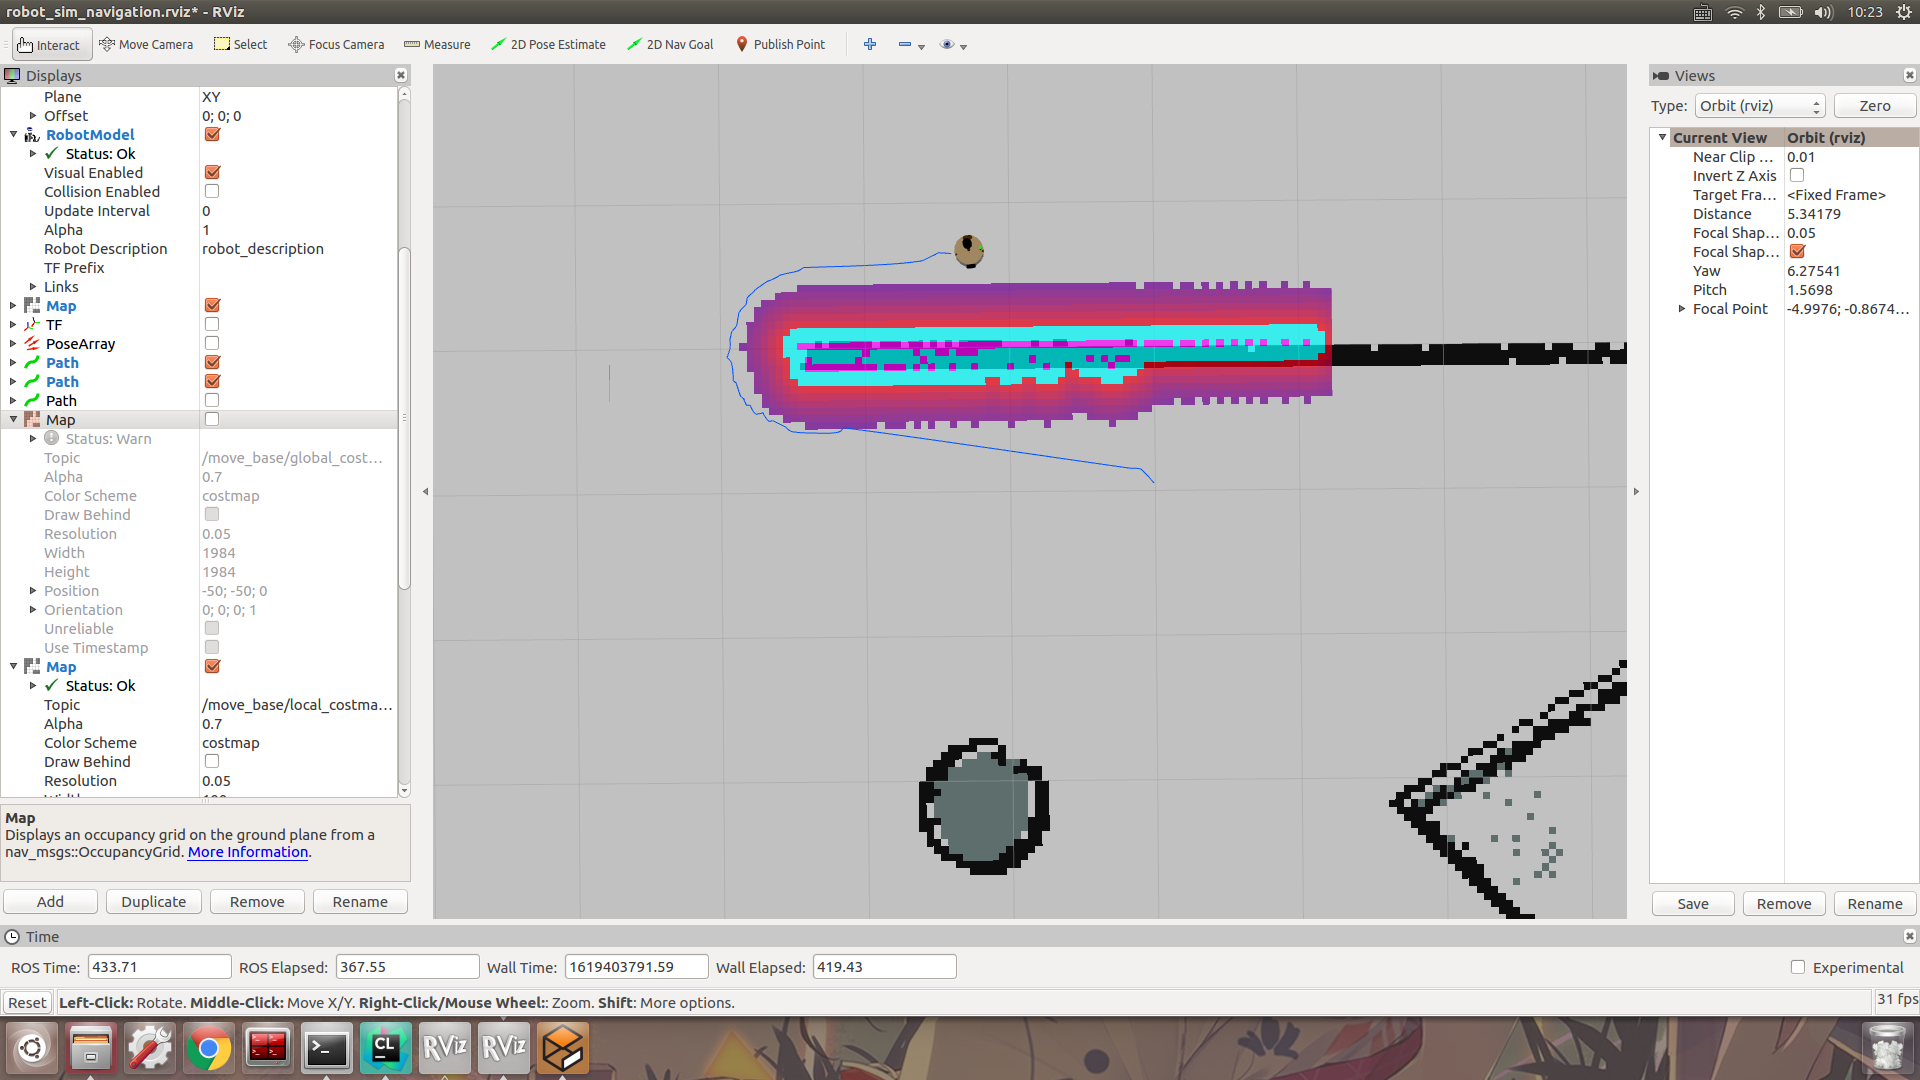 robot_sim_navigation.rviz* - RViz
10:23
Interact Move Camera Select Focus Camera Measure 2D Pose Estimate 2D Nav Goal Publish Point
Displays
Plane XY
Offset 0; 0; 0
RobotModel
Status: Ok
Visual Enabled
Collision Enabled
Update Interval 0
Alpha 1
Robot Description robot_description
TF Prefix
Links
Map
TF
PoseArray
Path
Path
Path
Map
Status: Warn
Topic /move_base/global_cost...
Alpha 0.7
Color Scheme costmap
Draw Behind
Resolution 0.05
Width 1984
Height 1984
Position -50; -50; 0
Orientation 0; 0; 0; 1
Unreliable
Use Timestamp
Map
Status: Ok
Topic /move_base/local_costma...
Alpha 0.7
Color Scheme costmap
Draw Behind
Resolution 0.05
Map
Displays an occupancy grid on the ground plane from a
nav_msgs::OccupancyGrid. More Information.
Add Duplicate Remove Rename
Views
Type: Orbit (rviz) Zero
Current View Orbit (rviz)
Near Clip ... 0.01
Invert Z Axis
Target Fra... <Fixed Frame>
Distance 5.34179
Focal Shap... 0.05
Focal Shap...
Yaw 6.27541
Pitch 1.5698
Focal Point -4.9976; -0.8674...
Save Remove Rename
Time
ROS Time: 433.71 ROS Elapsed: 367.55 Wall Time: 1619403791.59 Wall Elapsed: 419.43 Experimental
Reset Left-Click: Rotate. Middle-Click: Move X/Y. Right-Click/Mouse Wheel:: Zoom. Shift: More options. 31 fps
CL RViz RViz